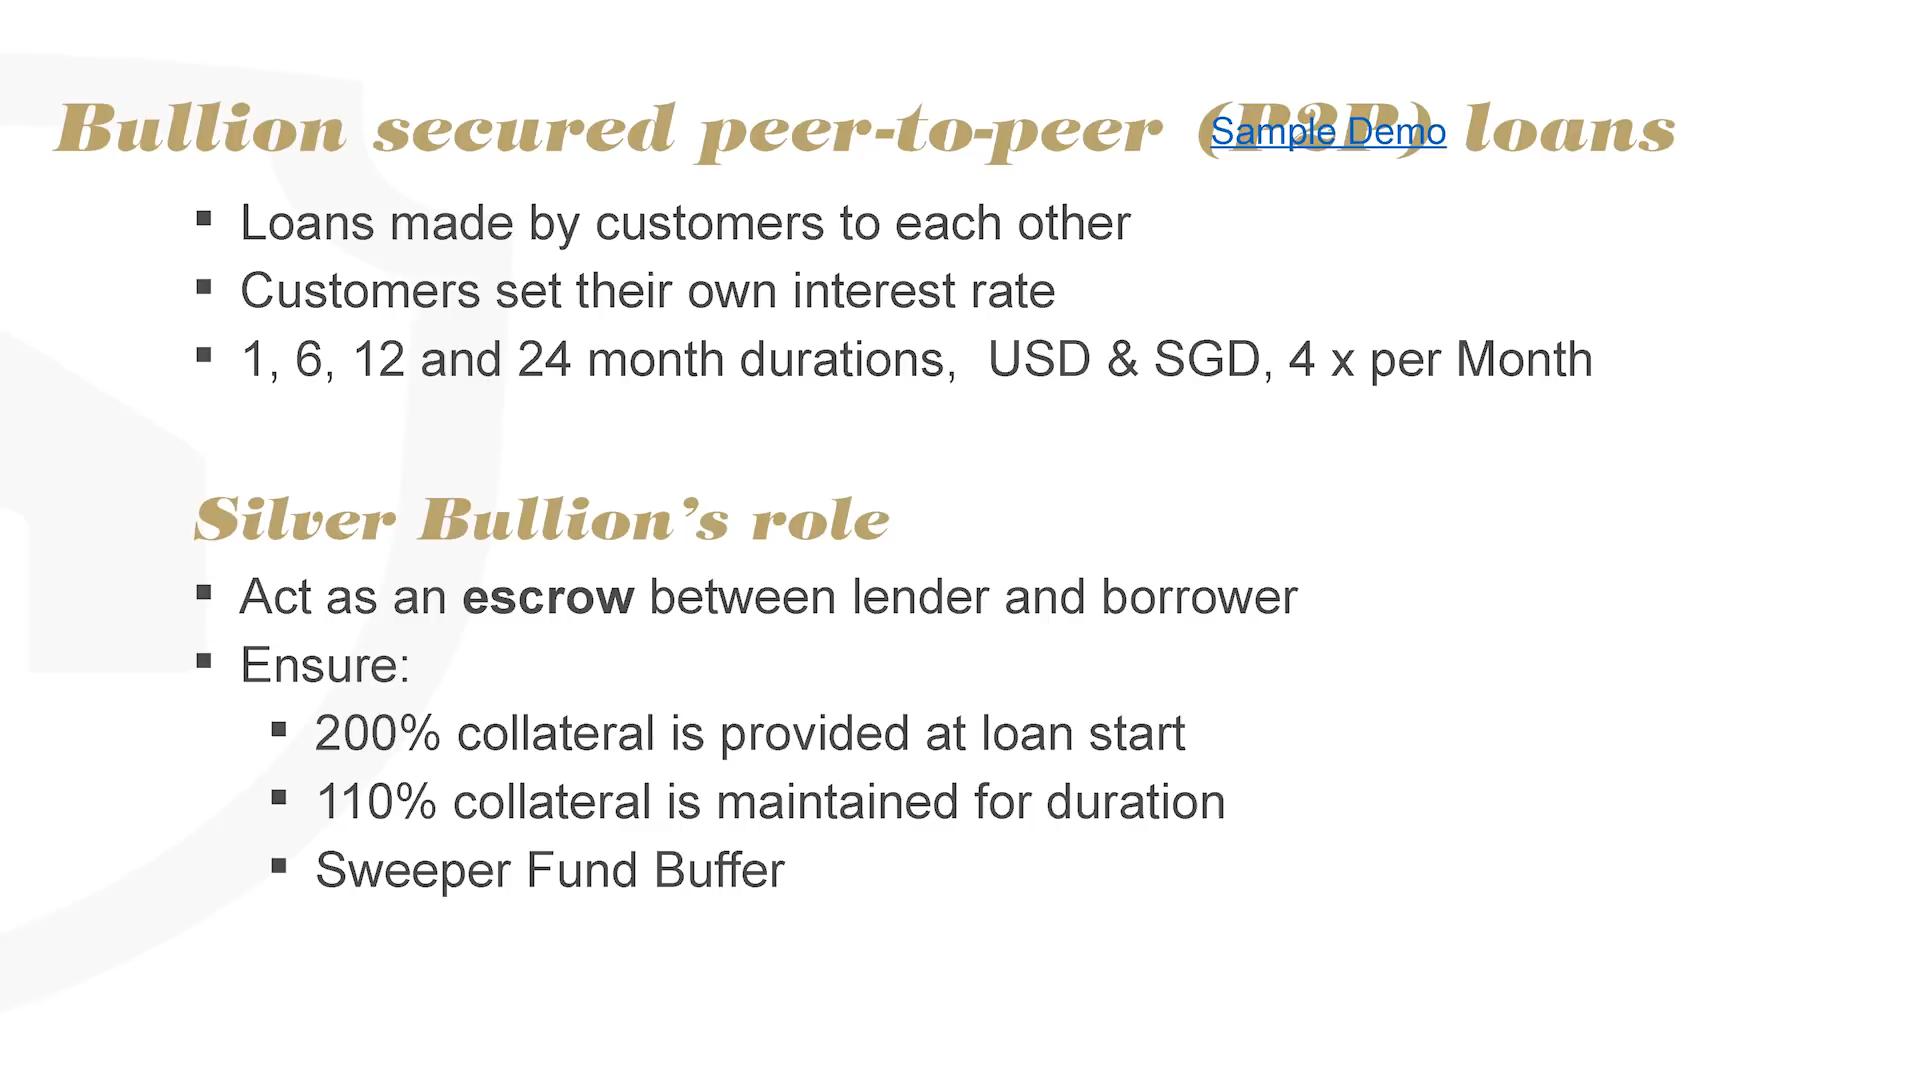 Bullion secured peer-to-peer (P2P) loans
Sample Demo
▪ Loans made by customers to each other
▪ Customers set their own interest rate
▪ 1, 6, 12 and 24 month durations,  USD & SGD, 4 x per Month
Silver Bullion’s role
▪ Act as an escrow between lender and borrower
▪ Ensure:
▪ 200% collateral is provided at loan start
▪ 110% collateral is maintained for duration
▪ Sweeper Fund Buffer